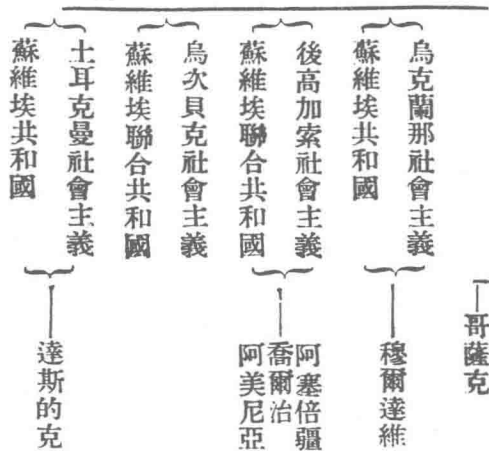 哥薩克
烏克蘭那社會主義
蘇維埃共和國
穆爾達維
後高加索社會主義
蘇維埃聯合共和國
阿塞倍疆
喬爾治
阿美尼亞
烏次貝克社會主義
蘇維埃聯合共和國
土耳克曼社會主義
蘇維埃共和國
達斯的克